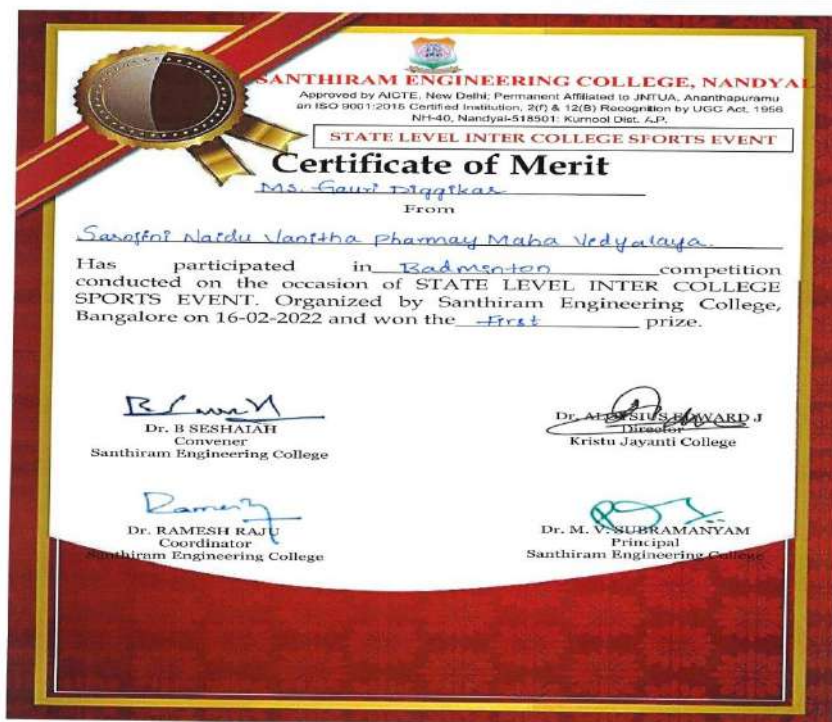 SANTHIRAM ENGINEERING COLLEGE, NANDYAL
Approved by AICTE, New Delhi: Permanent Affiliated to JNTUA, Ananthapuramu
an ISO 9001:2015 Certified Institution, 2(f) & 12(B) Recognition by UGC Act, 1956
NH-40, Nandyal-518501: Kurnool Dist. A.P.
STATE LEVEL INTER COLLEGE SPORTS EVENT
Certificate of Merit
Ms. Gauri Diggikar
From
Sarojini Naidu Vanitha Pharmay Maha Vedyalaya.
Has participated in Badminton competition
conducted on the occasion of STATE LEVEL INTER COLLEGE
SPORTS EVENT. Organized by Santhiram Engineering College,
Bangalore on 16-02-2022 and won the First prize.
Dr. B SESHAIAH
Convener
Santhiram Engineering College
Dr. ALOYSIUS EDWARD J
Director
Kristu Jayanti College
Dr. RAMESH RAJU
Coordinator
Santhiram Engineering College
Dr. M. V. SUBRAMANYAM
Principal
Santhiram Engineering College